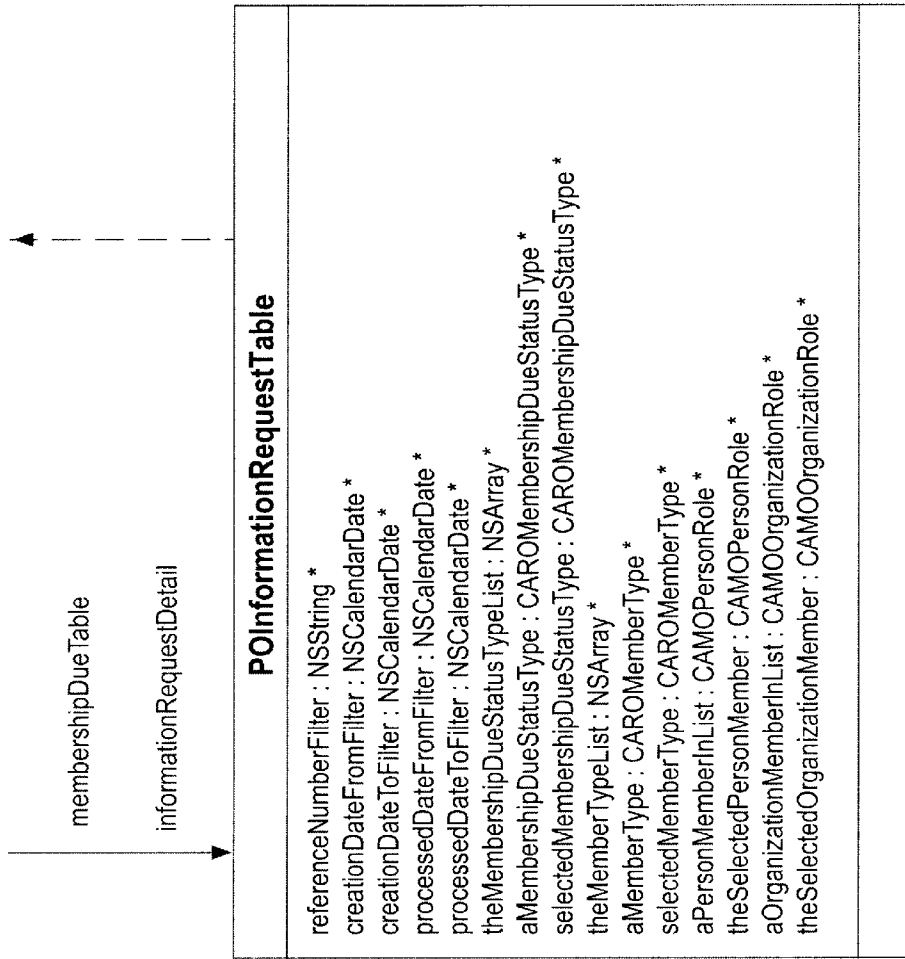 membershipDueTable
informationRequestDetail
POInformationRequestTable
referenceNumberFilter : NSString *
creationDateFromFilter : NSCalendarDate *
creationDateToFilter : NSCalendarDate *
processedDateFromFilter : NSCalendarDate *
processedDateToFilter : NSCalendarDate *
theMembershipDueStatusTypeList : NSArray *
aMembershipDueStatusType : CAROMembershipDueStatusType *
selectedMembershipDueStatusType : CAROMembershipDueStatusType *
theMemberTypeList : NSArray *
aMemberType : CAROMemberType *
selectedMemberType : CAROMemberType *
aPersonMemberInList : CAMOPersonRole *
theSelectedPersonMember : CAMOPersonRole *
aOrganizationMemberInList : CAMOOrganizationRole *
theSelectedOrganizationMember : CAMOOrganizationRole *